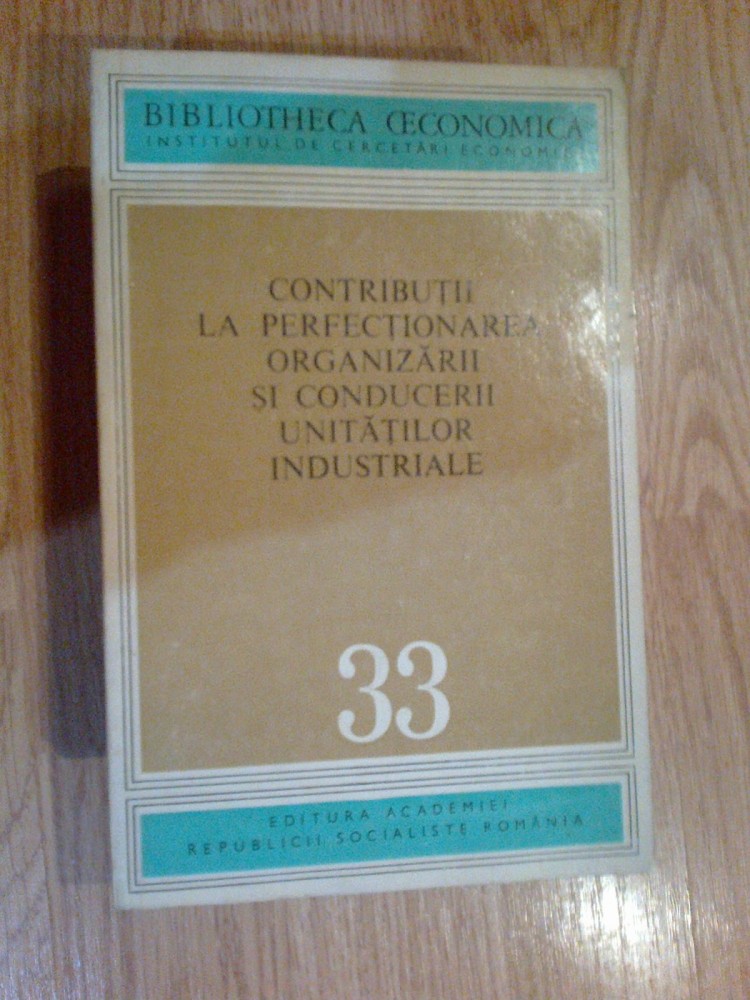 BIBLIOTHECA ŒCONOMICA
INSTITUTUL DE CERCETĂRI
CONTRIBUȚII
LA PERFECȚIONAREA
ORGANIZĂRII
ȘI CONDUCERII
UNITĂȚILOR
INDUSTRIALE
33
EDITURA ACADEMIEI
REPUBLICII SOCIALISTE ROMÂNIA